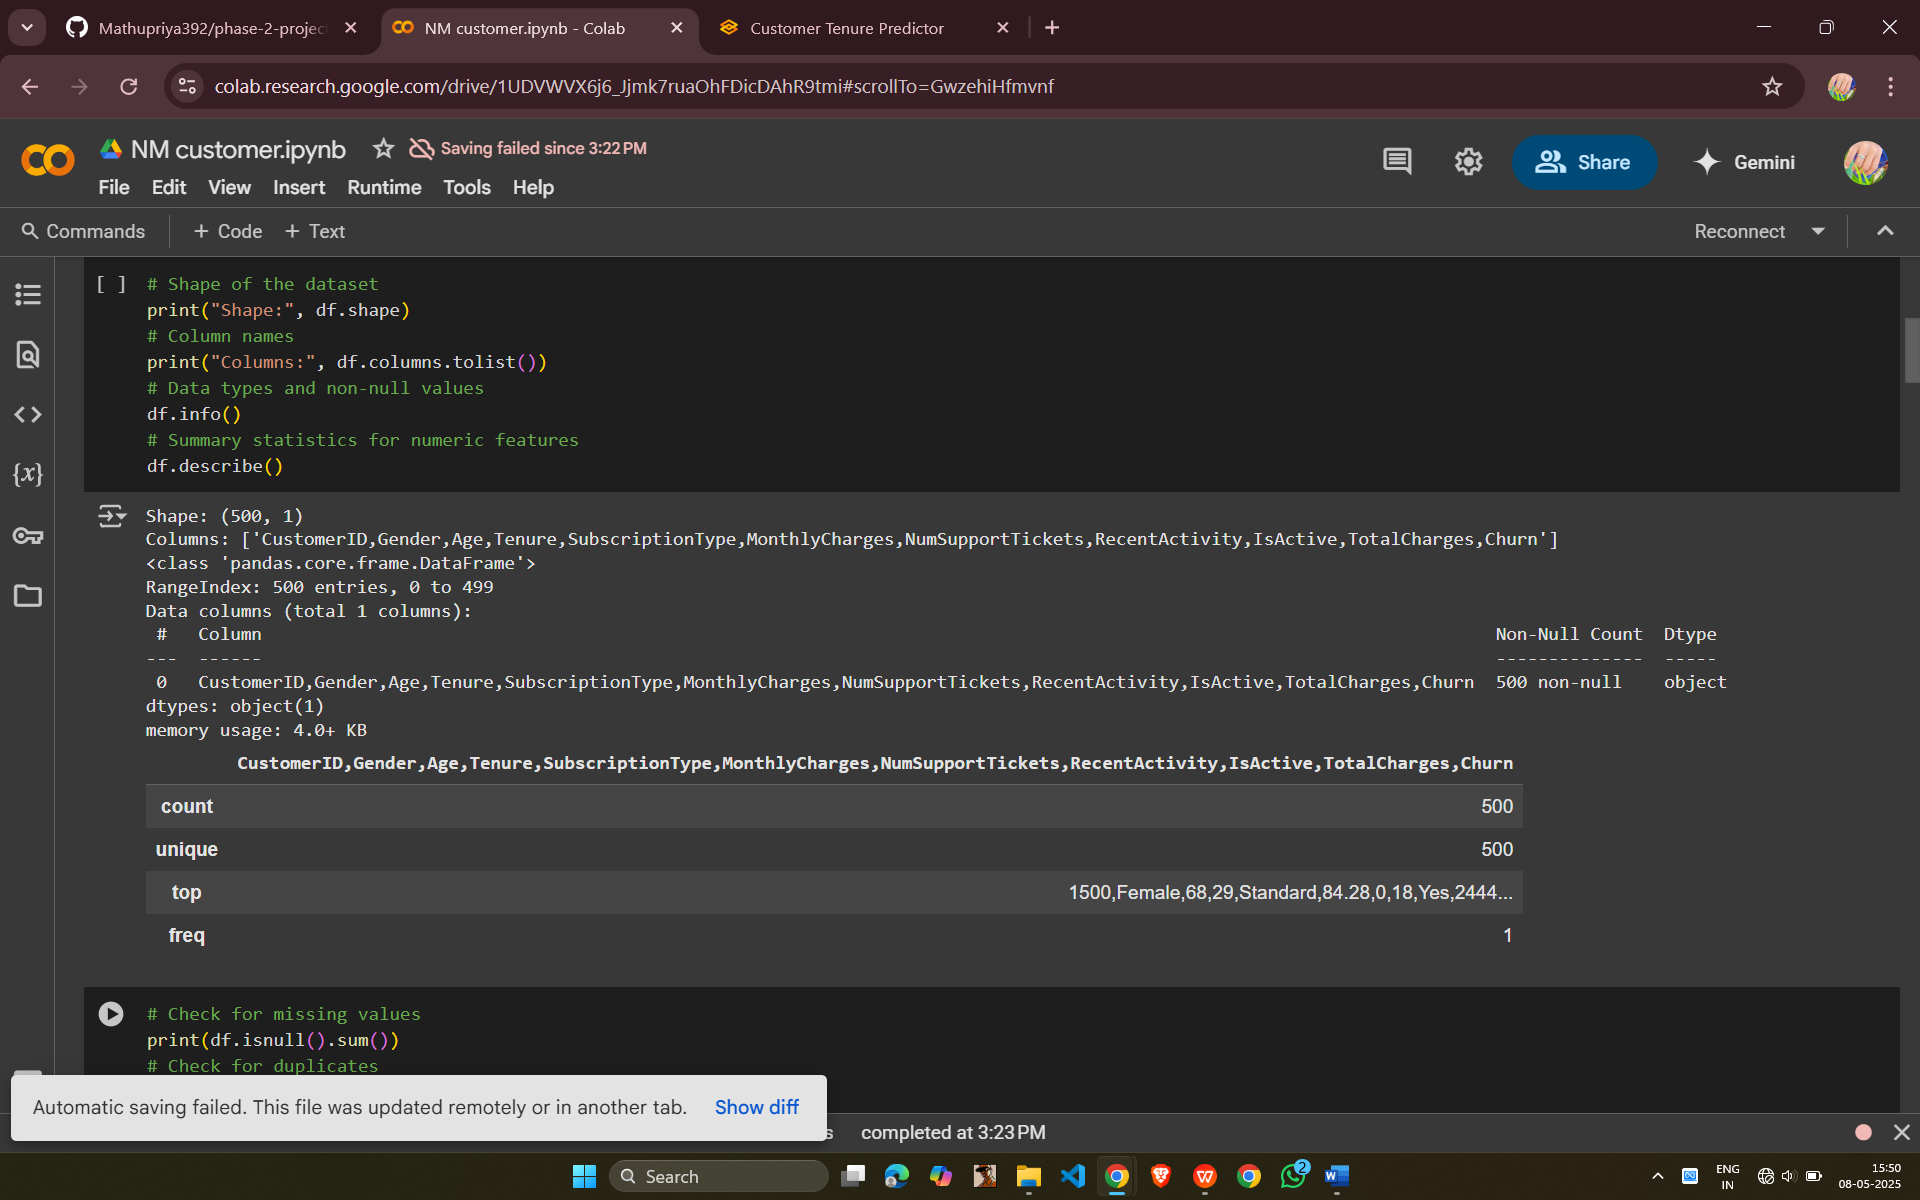 Mathupriya392/phase-2-projec
NM customer.ipynb - Colab
Customer Tenure Predictor
colab.research.google.com/drive/1UDVWVX6j6_Jjmk7ruaOhFDicDAhR9tmi#scrollTo=GwzehiHfmvnf
NM customer.ipynb
Saving failed since 3:22 PM
Share
Gemini
File Edit View Insert Runtime Tools Help
Commands + Code + Text
Reconnect
[ ] # Shape of the dataset
print("Shape:", df.shape)
# Column names
print("Columns:", df.columns.tolist())
# Data types and non-null values
df.info()
# Summary statistics for numeric features
df.describe()
Shape: (500, 1)
Columns: ['CustomerID,Gender,Age,Tenure,SubscriptionType,MonthlyCharges,NumSupportTickets,RecentActivity,IsActive,TotalCharges,Churn']
<class 'pandas.core.frame.DataFrame'>
RangeIndex: 500 entries, 0 to 499
Data columns (total 1 columns):
# Column Non-Null Count Dtype
--- ------ -------------- -----
0 CustomerID,Gender,Age,Tenure,SubscriptionType,MonthlyCharges,NumSupportTickets,RecentActivity,IsActive,TotalCharges,Churn 500 non-null object
dtypes: object(1)
memory usage: 4.0+ KB
CustomerID,Gender,Age,Tenure,SubscriptionType,MonthlyCharges,NumSupportTickets,RecentActivity,IsActive,TotalCharges,Churn
count 500
unique 500
top 1500,Female,68,29,Standard,84.28,0,18,Yes,2444...
freq 1
# Check for missing values
print(df.isnull().sum())
# Check for duplicates
Automatic saving failed. This file was updated remotely or in another tab. Show diff
s completed at 3:23 PM
Search
2
ENG
IN
15:50
08-05-2025